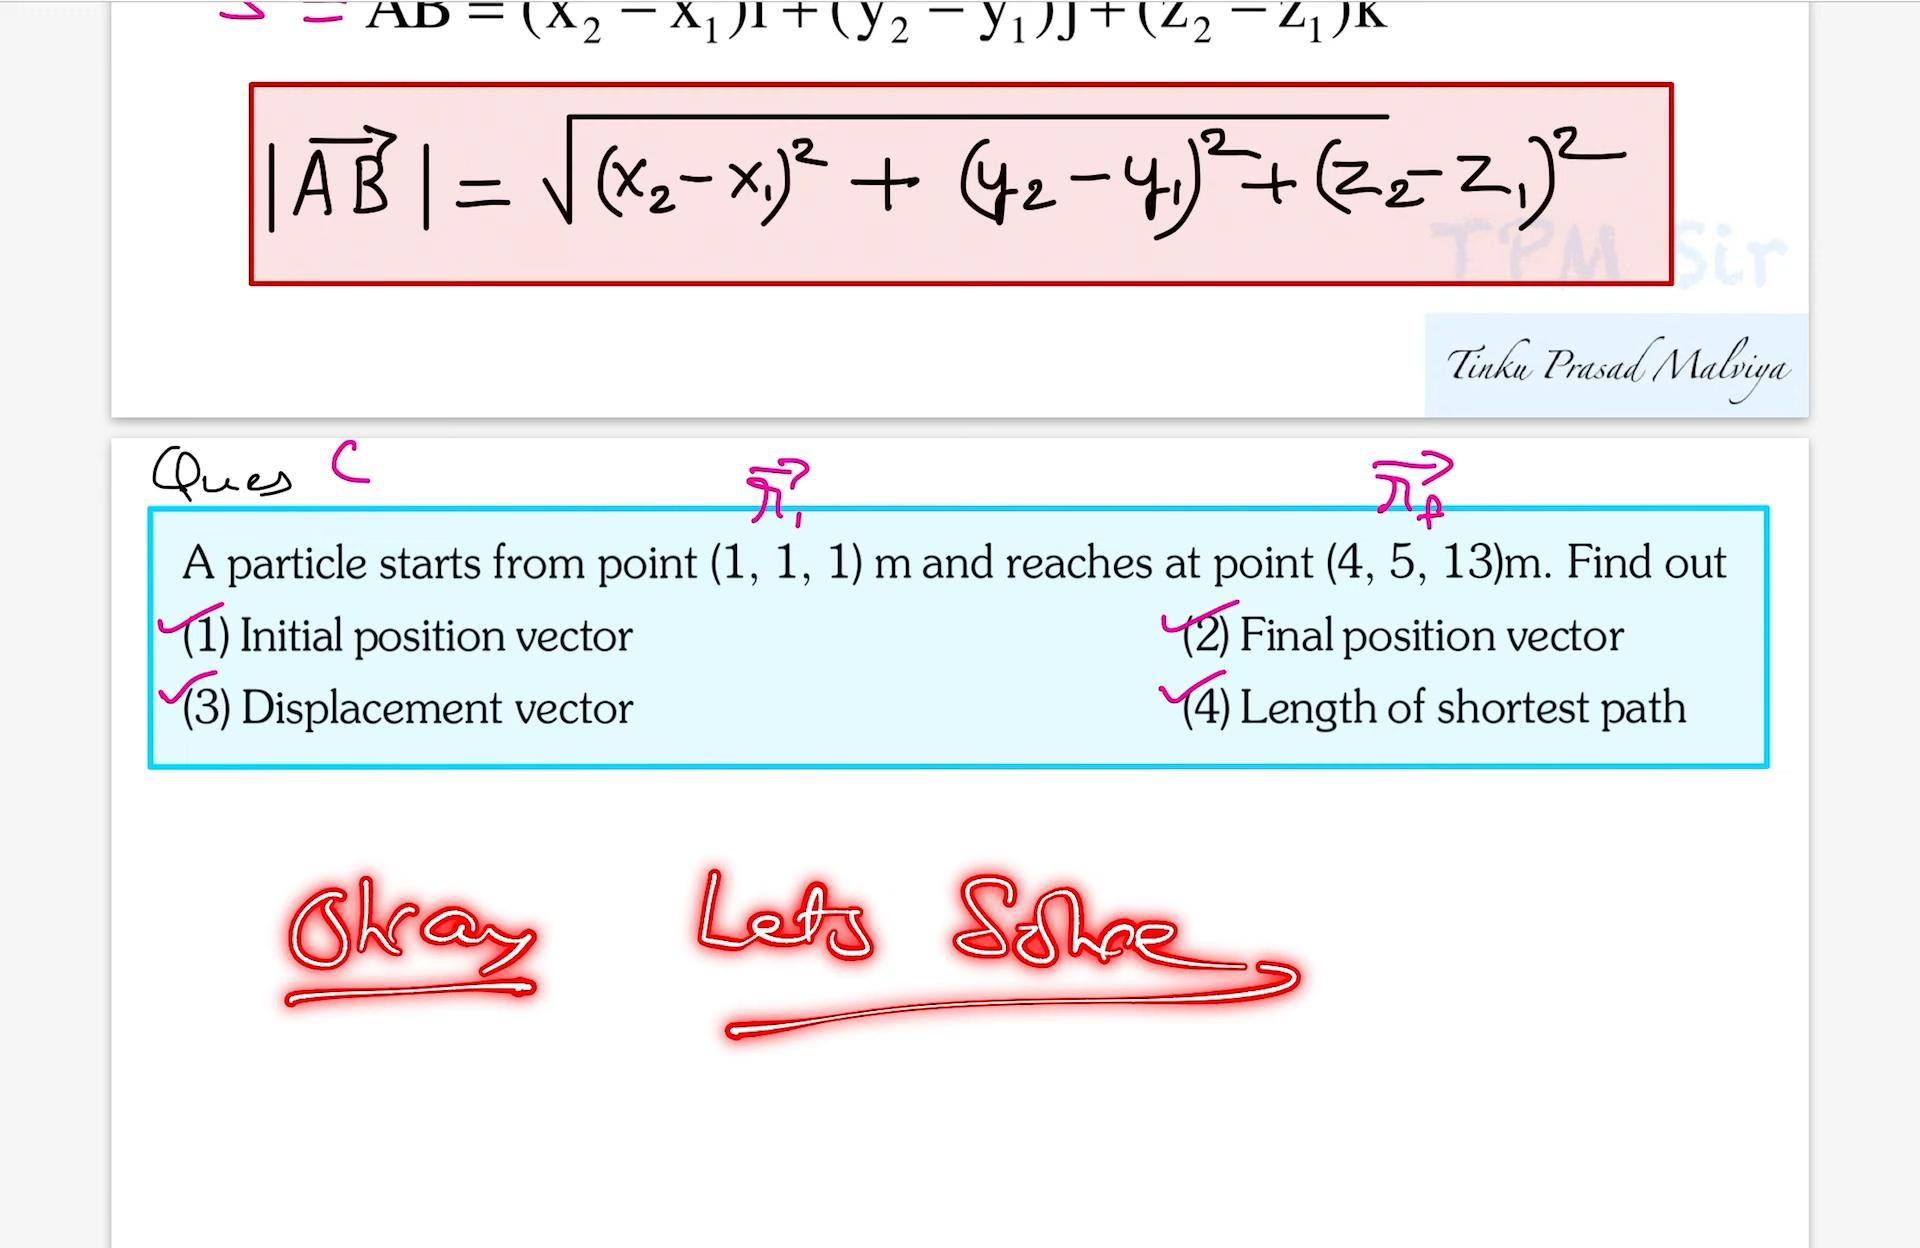 S = AB = (x₂ − x₁)i + (y₂ − y₁)j + (z₂ − z₁)k
|AB⃗| = √(x₂ − x₁)² + (y₂ − y₁)² + (z₂ − z₁)²
TPM Sir
Tinku Prasad Malviya
Ques C
r⃗₁ r⃗f
A particle starts from point (1, 1, 1) m and reaches at point (4, 5, 13)m. Find out
(1) Initial position vector (2) Final position vector
(3) Displacement vector (4) Length of shortest path
Okay Lets Solve